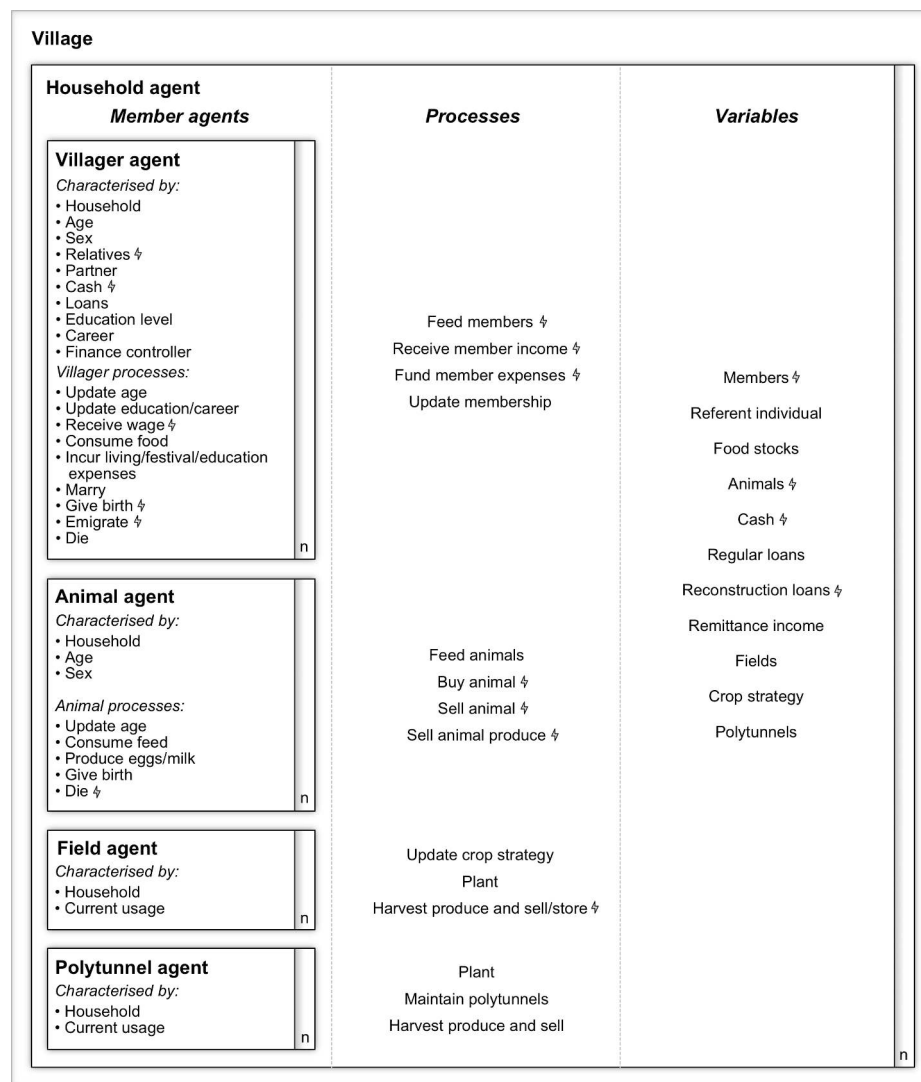 Village
Household agent
Member agents
Processes
Variables
Villager agent
Characterised by:
• Household
• Age
• Sex
• Relatives ϟ
• Partner
• Cash ϟ
• Loans
• Education level
• Career
• Finance controller
Villager processes:
• Update age
• Update education/career
• Receive wage ϟ
• Consume food
• Incur living/festival/education
expenses
• Marry
• Give birth ϟ
• Emigrate ϟ
• Die
n
Animal agent
Characterised by:
• Household
• Age
• Sex
Animal processes:
• Update age
• Consume feed
• Produce eggs/milk
• Give birth
• Die ϟ
n
Field agent
Characterised by:
• Household
• Current usage
n
Polytunnel agent
Characterised by:
• Household
• Current usage
n
Feed members ϟ
Receive member income ϟ
Fund member expenses ϟ
Update membership
Feed animals
Buy animal ϟ
Sell animal ϟ
Sell animal produce ϟ
Update crop strategy
Plant
Harvest produce and sell/store ϟ
Plant
Maintain polytunnels
Harvest produce and sell
Members ϟ
Referent individual
Food stocks
Animals ϟ
Cash ϟ
Regular loans
Reconstruction loans ϟ
Remittance income
Fields
Crop strategy
Polytunnels
n